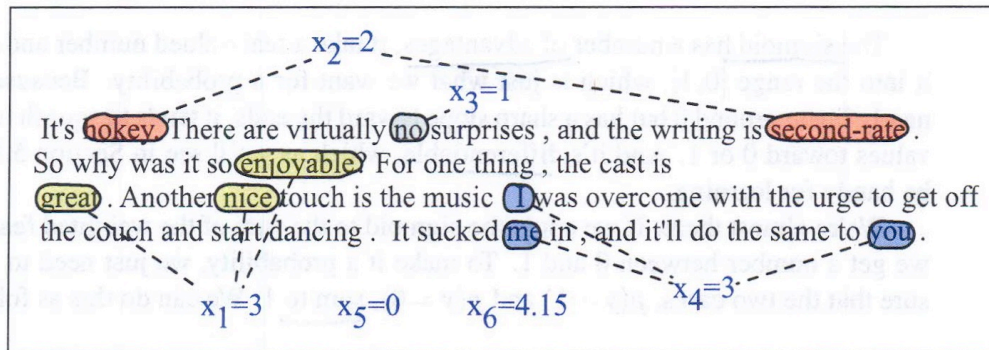 x2=2
x3=1
It's hokey. There are virtually no surprises , and the writing is second-rate .
So why was it so enjoyable? For one thing , the cast is
great . Another nice touch is the music I was overcome with the urge to get off
the couch and start dancing . It sucked me in , and it'll do the same to you .
x1=3 x5=0 x6=4.15 x4=3